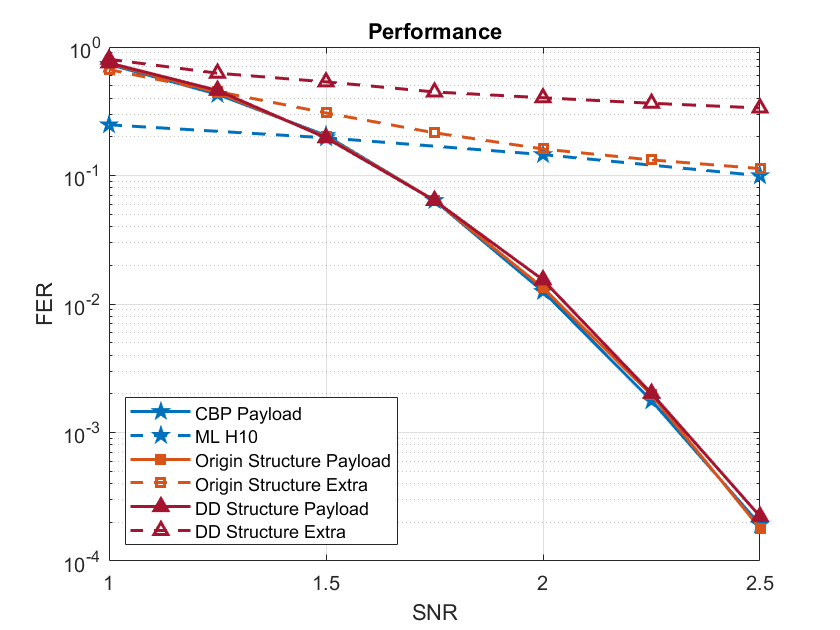 Performance
10^0
10^-1
10^-2
10^-3
10^-4
FER
CBP Payload
ML H10
Origin Structure Payload
Origin Structure Extra
DD Structure Payload
DD Structure Extra
1 1.5 2 2.5
SNR